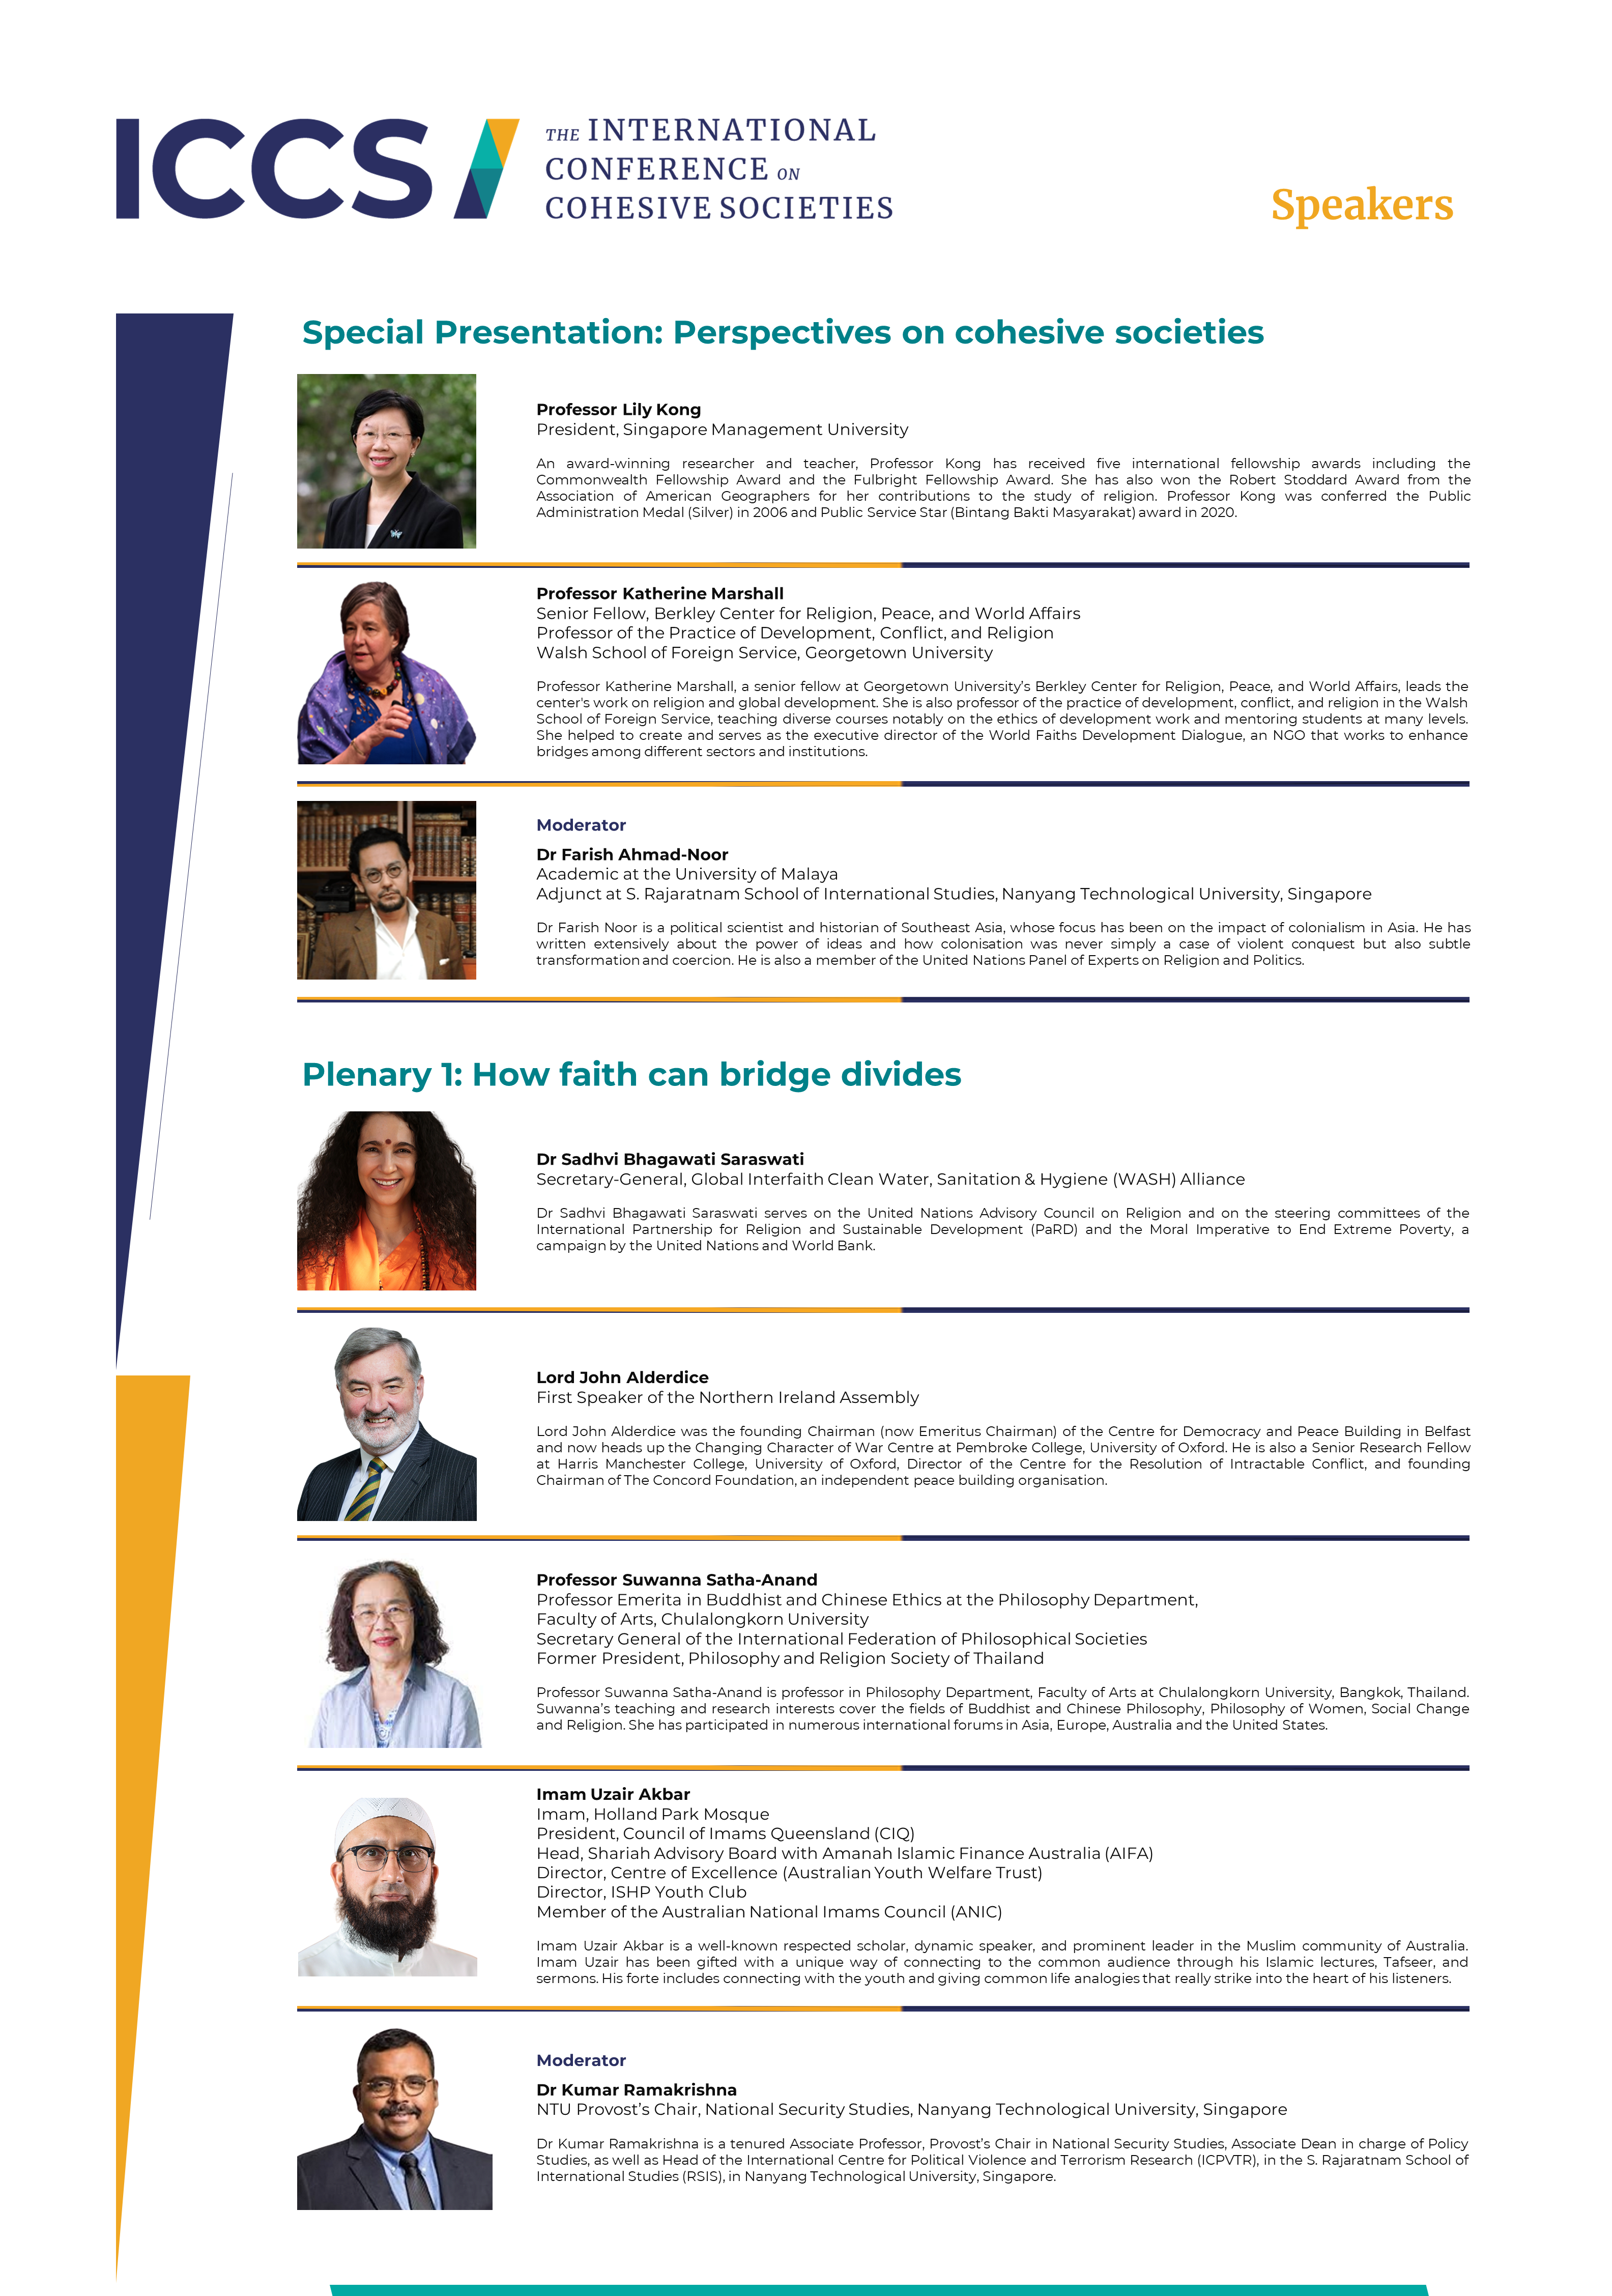 ICCS
THE INTERNATIONAL
CONFERENCE ON
COHESIVE SOCIETIES
Speakers
Special Presentation: Perspectives on cohesive societies
Professor Lily Kong
President, Singapore Management University
An award-winning researcher and teacher, Professor Kong has received five international fellowship awards including the
Commonwealth Fellowship Award and the Fulbright Fellowship Award. She has also won the Robert Stoddard Award from the
Association of American Geographers for her contributions to the study of religion. Professor Kong was conferred the Public
Administration Medal (Silver) in 2006 and Public Service Star (Bintang Bakti Masyarakat) award in 2020.
Professor Katherine Marshall
Senior Fellow, Berkley Center for Religion, Peace, and World Affairs
Professor of the Practice of Development, Conflict, and Religion
Walsh School of Foreign Service, Georgetown University
Professor Katherine Marshall, a senior fellow at Georgetown University's Berkley Center for Religion, Peace, and World Affairs, leads the
center's work on religion and global development. She is also professor of the practice of development, conflict, and religion in the Walsh
School of Foreign Service, teaching diverse courses notably on the ethics of development work and mentoring students at many levels.
She helped to create and serves as the executive director of the World Faiths Development Dialogue, an NGO that works to enhance
bridges among different sectors and institutions.
Moderator
Dr Farish Ahmad-Noor
Academic at the University of Malaya
Adjunct at S. Rajaratnam School of International Studies, Nanyang Technological University, Singapore
Dr Farish Noor is a political scientist and historian of Southeast Asia, whose focus has been on the impact of colonialism in Asia. He has
written extensively about the power of ideas and how colonisation was never simply a case of violent conquest but also subtle
transformation and coercion. He is also a member of the United Nations Panel of Experts on Religion and Politics.
Plenary 1: How faith can bridge divides
Dr Sadhvi Bhagawati Saraswati
Secretary-General, Global Interfaith Clean Water, Sanitation & Hygiene (WASH) Alliance
Dr Sadhvi Bhagawati Saraswati serves on the United Nations Advisory Council on Religion and on the steering committees of the
International Partnership for Religion and Sustainable Development (PaRD) and the Moral Imperative to End Extreme Poverty, a
campaign by the United Nations and World Bank.
Lord John Alderdice
First Speaker of the Northern Ireland Assembly
Lord John Alderdice was the founding Chairman (now Emeritus Chairman) of the Centre for Democracy and Peace Building in Belfast
and now heads up the Changing Character of War Centre at Pembroke College, University of Oxford. He is also a Senior Research Fellow
at Harris Manchester College, University of Oxford, Director of the Centre for the Resolution of Intractable Conflict, and founding
Chairman of The Concord Foundation, an independent peace building organisation.
Professor Suwanna Satha-Anand
Professor Emerita in Buddhist and Chinese Ethics at the Philosophy Department,
Faculty of Arts, Chulalongkorn University
Secretary General of the International Federation of Philosophical Societies
Former President, Philosophy and Religion Society of Thailand
Professor Suwanna Satha-Anand is professor in Philosophy Department, Faculty of Arts at Chulalongkorn University, Bangkok, Thailand.
Suwanna's teaching and research interests cover the fields of Buddhist and Chinese Philosophy, Philosophy of Women, Social Change
and Religion. She has participated in numerous international forums in Asia, Europe, Australia and the United States.
Imam Uzair Akbar
Imam, Holland Park Mosque
President, Council of Imams Queensland (CIQ)
Head, Shariah Advisory Board with Amanah Islamic Finance Australia (AIFA)
Director, Centre of Excellence (Australian Youth Welfare Trust)
Director, ISHP Youth Club
Member of the Australian National Imams Council (ANIC)
Imam Uzair Akbar is a well-known respected scholar, dynamic speaker, and prominent leader in the Muslim community of Australia.
Imam Uzair has been gifted with a unique way of connecting to the common audience through his Islamic lectures, Tafseer, and
sermons. His forte includes connecting with the youth and giving common life analogies that really strike into the heart of his listeners.
Moderator
Dr Kumar Ramakrishna
NTU Provost's Chair, National Security Studies, Nanyang Technological University, Singapore
Dr Kumar Ramakrishna is a tenured Associate Professor, Provost's Chair in National Security Studies, Associate Dean in charge of Policy
Studies, as well as Head of the International Centre for Political Violence and Terrorism Research (ICPVTR), in the S. Rajaratnam School of
International Studies (RSIS), in Nanyang Technological University, Singapore.